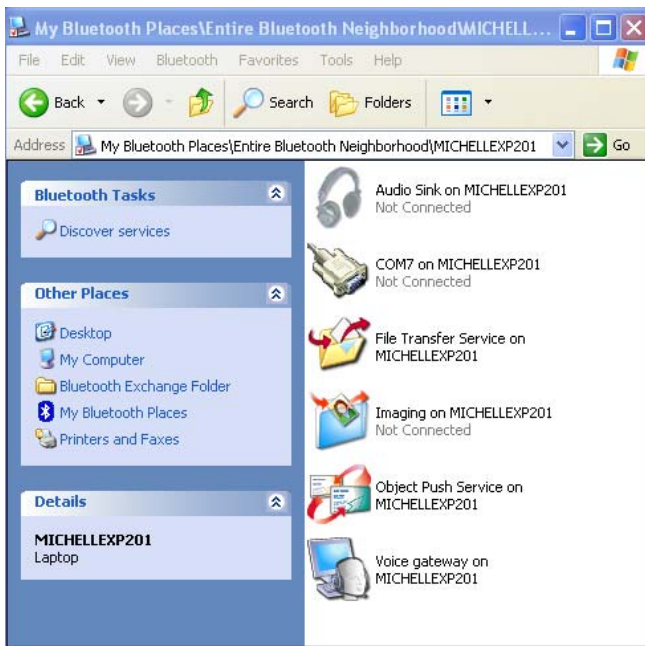 My Bluetooth Places\Entire Bluetooth Neighborhood\MICHELL...
File Edit View Bluetooth Favorites Tools Help
Back Search Folders
Address My Bluetooth Places\Entire Bluetooth Neighborhood\MICHELLEXP201 Go
Bluetooth Tasks
Discover services
Other Places
Desktop
My Computer
Bluetooth Exchange Folder
My Bluetooth Places
Printers and Faxes
Details
MICHELLEXP201
Laptop
Audio Sink on MICHELLEXP201
Not Connected
COM7 on MICHELLEXP201
Not Connected
File Transfer Service on
MICHELLEXP201
Imaging on MICHELLEXP201
Not Connected
Object Push Service on
MICHELLEXP201
Voice gateway on
MICHELLEXP201